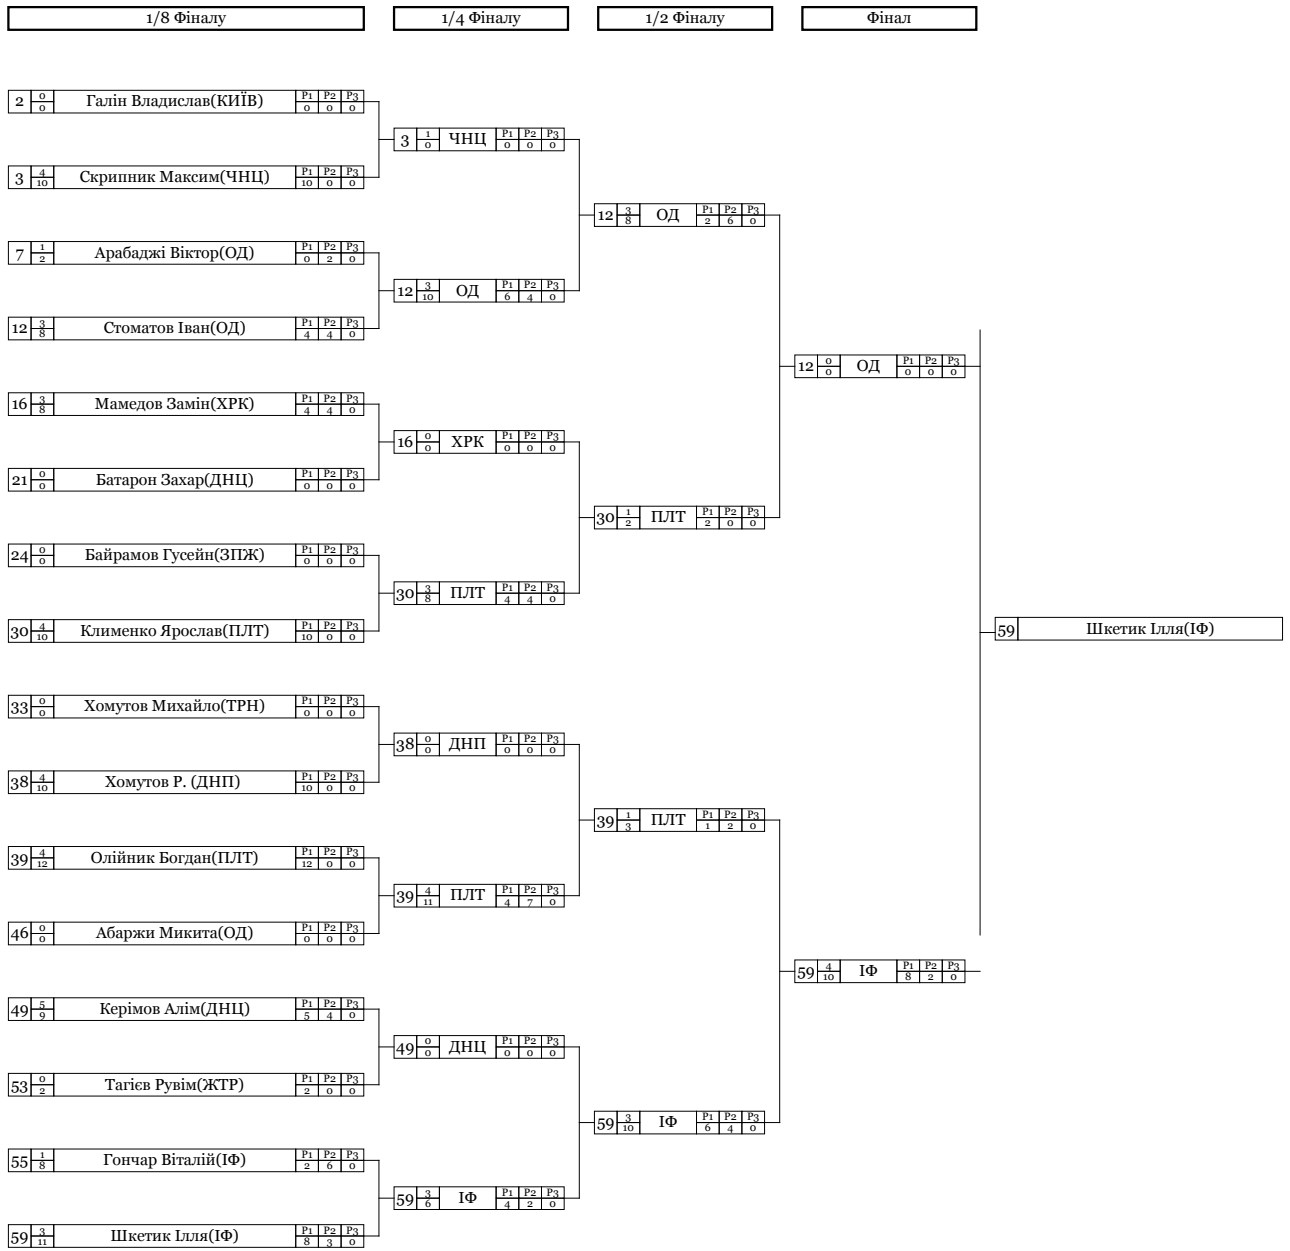 1/8 Фіналу 1/4 Фіналу 1/2 Фіналу Фінал
2 0 0 Галін Владислав(КИЇВ) P1 P2 P3 0 0 0
3 1 0 ЧНЦ P1 P2 P3 0 0 0
3 4 10 Скрипник Максим(ЧНЦ) P1 P2 P3 10 0 0
12 3 8 ОД P1 P2 P3 2 6 0
7 1 2 Арабаджі Віктор(ОД) P1 P2 P3 0 2 0
12 3 10 ОД P1 P2 P3 6 4 0
12 3 8 Стоматов Іван(ОД) P1 P2 P3 4 4 0
12 0 0 ОД P1 P2 P3 0 0 0
16 3 8 Мамедов Замін(ХРК) P1 P2 P3 4 4 0
16 0 0 ХРК P1 P2 P3 0 0 0
21 0 0 Батарон Захар(ДНЦ) P1 P2 P3 0 0 0
30 1 2 ПЛТ P1 P2 P3 2 0 0
24 0 0 Байрамов Гусейн(ЗПЖ) P1 P2 P3 0 0 0
30 3 8 ПЛТ P1 P2 P3 4 4 0
30 4 10 Клименко Ярослав(ПЛТ) P1 P2 P3 10 0 0
59 Шкетик Ілля(ІФ)
33 0 0 Хомутов Михайло(ТРН) P1 P2 P3 0 0 0
38 0 0 ДНП P1 P2 P3 0 0 0
38 4 10 Хомутов Р. (ДНП) P1 P2 P3 10 0 0
39 1 3 ПЛТ P1 P2 P3 1 2 0
39 4 12 Олійник Богдан(ПЛТ) P1 P2 P3 12 0 0
39 4 11 ПЛТ P1 P2 P3 4 7 0
46 0 0 Абаржи Микита(ОД) P1 P2 P3 0 0 0
59 4 10 ІФ P1 P2 P3 8 2 0
49 5 9 Керімов Алім(ДНЦ) P1 P2 P3 5 4 0
49 0 0 ДНЦ P1 P2 P3 0 0 0
53 0 2 Тагієв Рувім(ЖТР) P1 P2 P3 2 0 0
59 3 10 ІФ P1 P2 P3 6 4 0
55 1 8 Гончар Віталій(ІФ) P1 P2 P3 2 6 0
59 3 6 ІФ P1 P2 P3 4 2 0
59 3 11 Шкетик Ілля(ІФ) P1 P2 P3 8 3 0